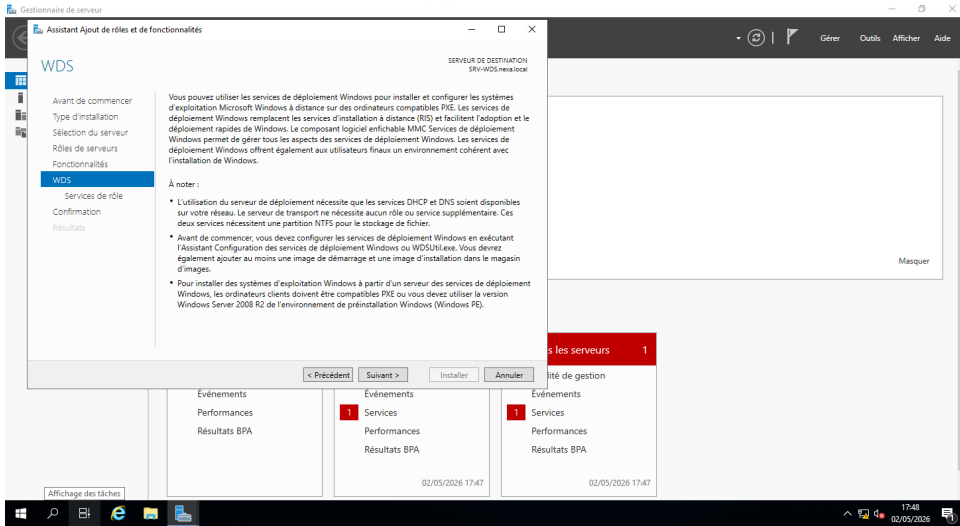 Gestionnaire de serveur
Assistant Ajout de rôles et de fonctionnalités
Gérer
Outils
Afficher
Aide
WDS
SERVEUR DE DESTINATION
SRV-WDS.nexa.local
Avant de commencer
Type d'installation
Sélection du serveur
Rôles de serveurs
Fonctionnalités
WDS
Services de rôle
Confirmation
Résultats
Vous pouvez utiliser les services de déploiement Windows pour installer et configurer les systèmes
d'exploitation Microsoft Windows à distance sur des ordinateurs compatibles PXE. Les services de
déploiement Windows remplacent les services d'installation à distance (RIS) et facilitent l'adoption et le
déploiement rapides de Windows. Le composant logiciel enfichable MMC Services de déploiement
Windows permet de gérer tous les aspects des services de déploiement Windows. Les services de
déploiement Windows offrent également aux utilisateurs finaux un environnement cohérent avec
l'installation de Windows.
À noter :
• L'utilisation du serveur de déploiement nécessite que les services DHCP et DNS soient disponibles
sur votre réseau. Le serveur de transport ne nécessite aucun rôle ou service supplémentaire. Ces
deux services nécessitent une partition NTFS pour le stockage de fichier.
• Avant de commencer, vous devez configurer les services de déploiement Windows en exécutant
l'Assistant Configuration des services de déploiement Windows ou WDSUtil.exe. Vous devrez
également ajouter au moins une image de démarrage et une image d'installation dans le magasin
d'images.
• Pour installer des systèmes d'exploitation Windows à partir d'un serveur des services de déploiement
Windows, les ordinateurs clients doivent être compatibles PXE ou vous devez utiliser la version
Windows Server 2008 R2 de l'environnement de préinstallation Windows (Windows PE).
< Précédent
Suivant >
Installer
Annuler
Masquer
s les serveurs 1
lité de gestion
Événements
Performances
Résultats BPA
Événements
1 Services
Performances
Résultats BPA
02/05/2026 17:47
Événements
1 Services
Performances
Résultats BPA
02/05/2026 17:47
Affichage des tâches
17:48
02/05/2026
1